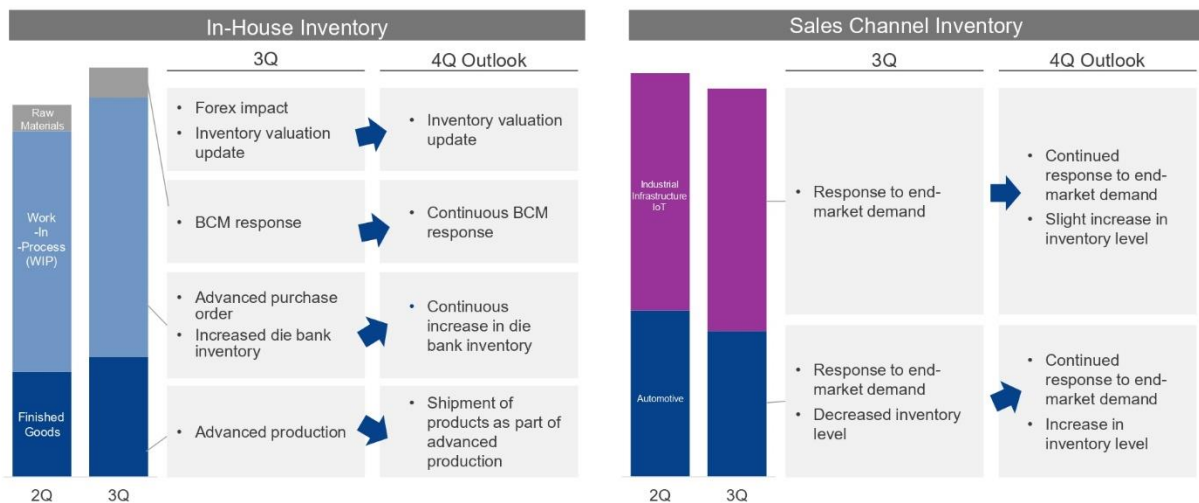 In-House Inventory
3Q
4Q Outlook
Raw
Materials
Work
-In
-Process
(WIP)
Finished
Goods
2Q
3Q
• Forex impact
• Inventory valuation
update
• Inventory valuation
update
• BCM response
• Continuous BCM
response
• Advanced purchase
order
• Increased die bank
inventory
• Continuous
increase in die
bank inventory
• Advanced production
• Shipment of
products as part of
advanced
production
Sales Channel Inventory
3Q
4Q Outlook
Industrial
Infrastructure
IoT
Automotive
2Q
3Q
• Response to end-
market demand
• Continued
response to end-
market demand
• Slight increase in
inventory level
• Response to end-
market demand
• Decreased inventory
level
• Continued
response to end-
market demand
• Increase in
inventory level